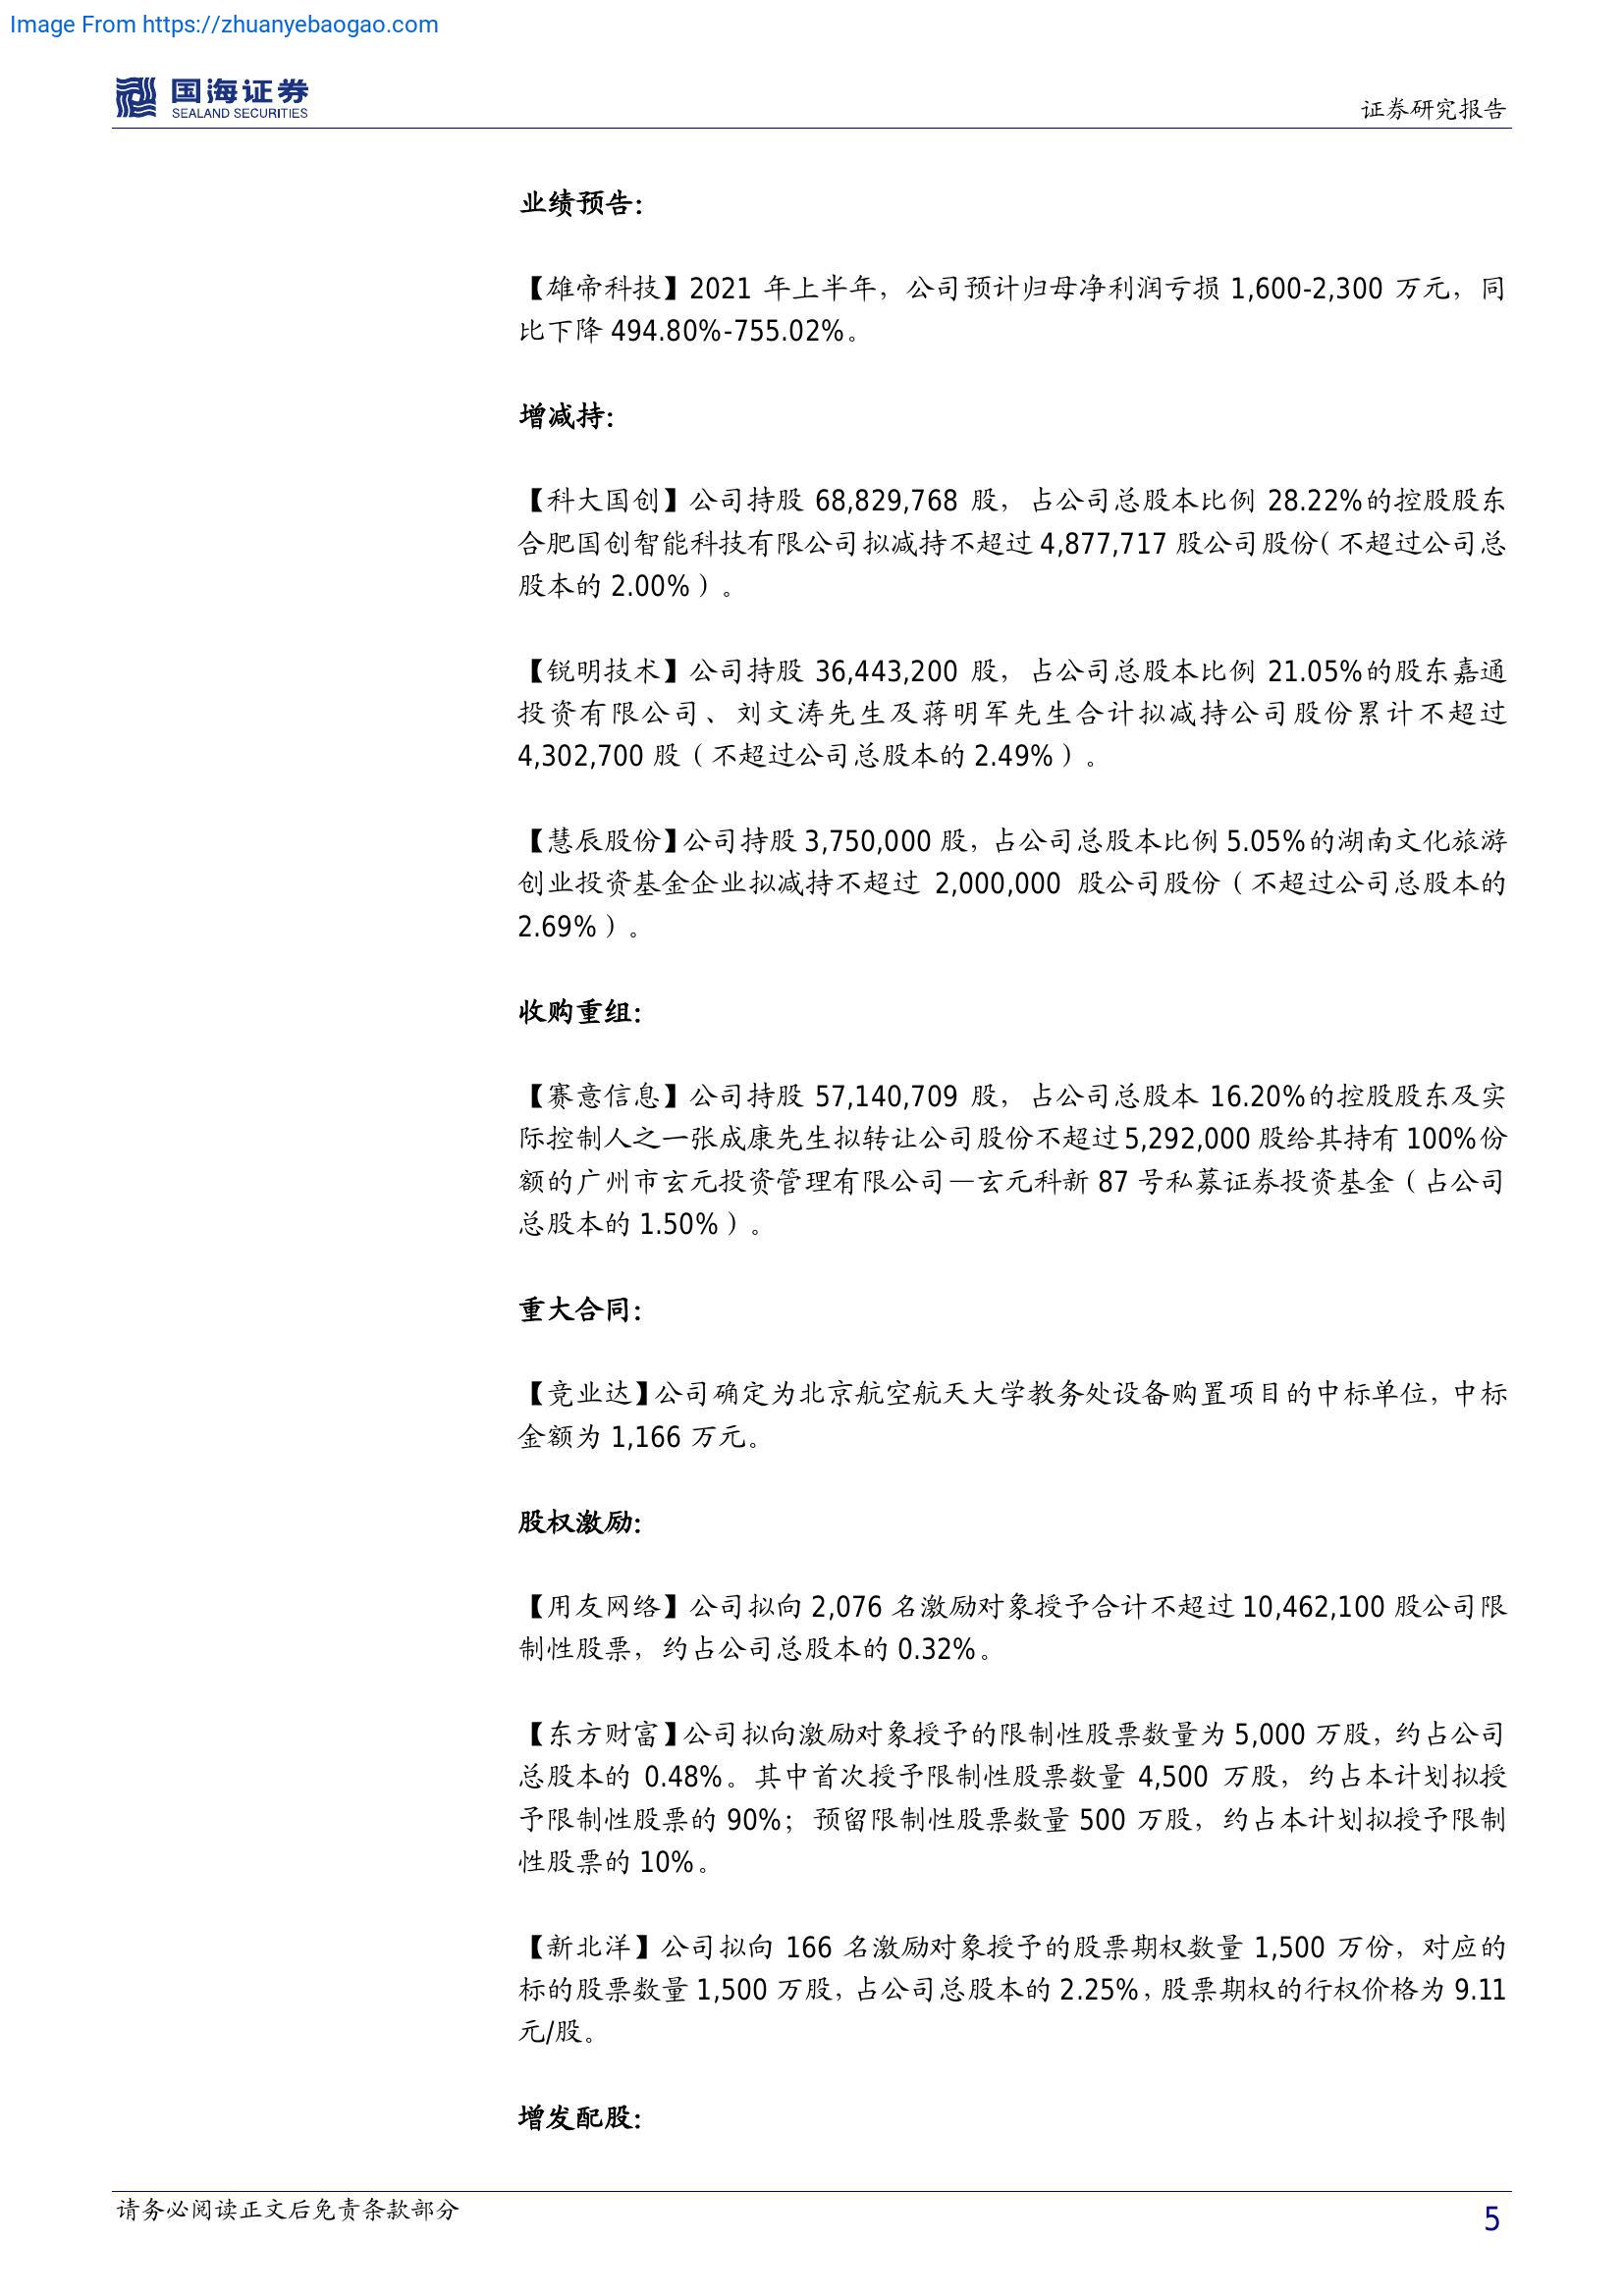 Image From https://zhuanyebaogao.com
国海证券
SEALAND SECURITIES
证券研究报告
业绩预告：
【雄帝科技】2021 年上半年，公司预计归母净利润亏损 1,600-2,300 万元，同
比下降 494.80%-755.02%。
增减持：
【科大国创】公司持股 68,829,768 股，占公司总股本比例 28.22%的控股股东
合肥国创智能科技有限公司拟减持不超过 4,877,717 股公司股份（不超过公司总
股本的 2.00%）。
【锐明技术】公司持股 36,443,200 股，占公司总股本比例 21.05%的股东嘉通
投资有限公司、刘文涛先生及蒋明军先生合计拟减持公司股份累计不超过
4,302,700 股（不超过公司总股本的 2.49%）。
【慧辰股份】公司持股 3,750,000 股，占公司总股本比例 5.05%的湖南文化旅游
创业投资基金企业拟减持不超过 2,000,000 股公司股份（不超过公司总股本的
2.69%）。
收购重组：
【赛意信息】公司持股 57,140,709 股，占公司总股本 16.20%的控股股东及实
际控制人之一张成康先生拟转让公司股份不超过 5,292,000 股给其持有 100%份
额的广州市玄元投资管理有限公司—玄元科新 87 号私募证券投资基金（占公司
总股本的 1.50%）。
重大合同：
【竞业达】公司确定为北京航空航天大学教务处设备购置项目的中标单位，中标
金额为 1,166 万元。
股权激励：
【用友网络】公司拟向 2,076 名激励对象授予合计不超过 10,462,100 股公司限
制性股票，约占公司总股本的 0.32%。
【东方财富】公司拟向激励对象授予的限制性股票数量为 5,000 万股，约占公司
总股本的 0.48%。其中首次授予限制性股票数量 4,500 万股，约占本计划拟授
予限制性股票的 90%；预留限制性股票数量 500 万股，约占本计划拟授予限制
性股票的 10%。
【新北洋】公司拟向 166 名激励对象授予的股票期权数量 1,500 万份，对应的
标的股票数量 1,500 万股，占公司总股本的 2.25%，股票期权的行权价格为 9.11
元/股。
增发配股：
请务必阅读正文后免责条款部分
5